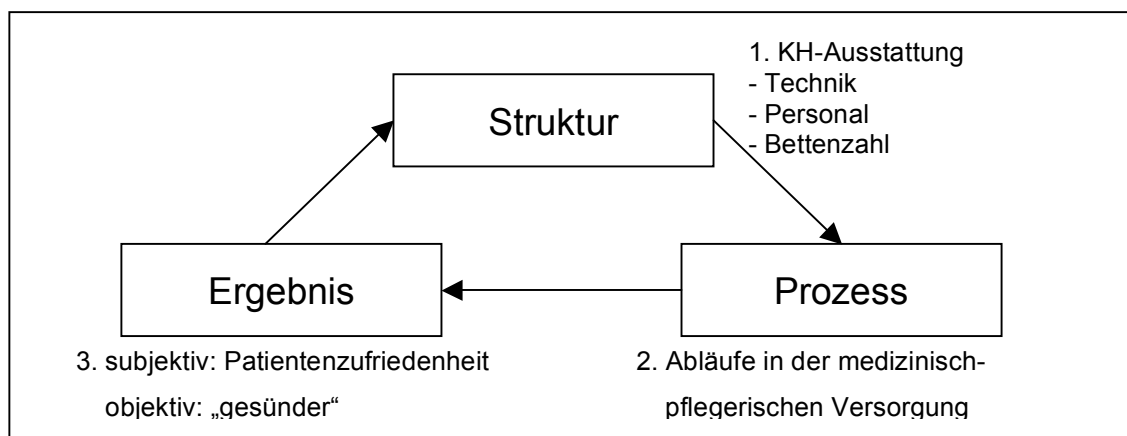 1. KH-Ausstattung
- Technik
- Personal
- Bettenzahl
Struktur
Ergebnis
Prozess
3. subjektiv: Patientenzufriedenheit
objektiv: „gesünder“
2. Abläufe in der medizinisch-
pflegerischen Versorgung